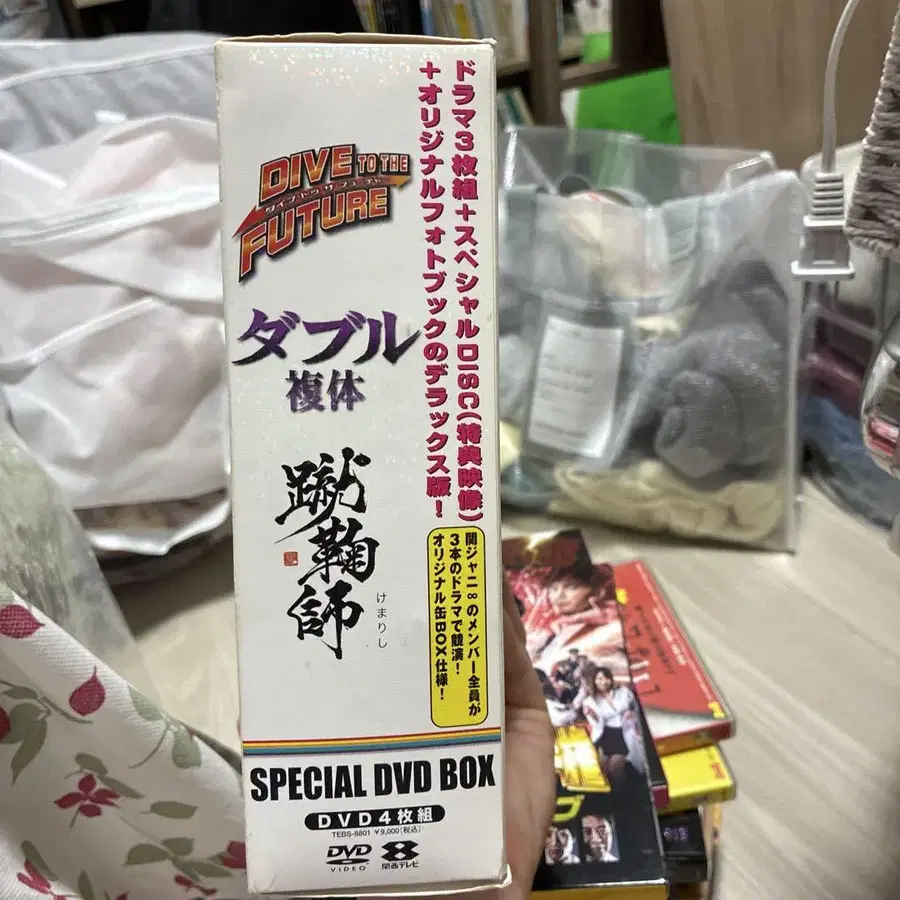 ドラマ3枚組+スペシャルDISC(特典映像)
+オリジナルフォトブックのデラックス版!
DIVE TO THE
ダイブ トゥ ザ フューチャー
FUTURE
ダブル
複体
蹴鞠師
けまりし
関ジャニ∞のメンバー全員が
3本のドラマで競演!
オリジナル缶BOX仕様!
SPECIAL DVD BOX
DVD4枚組
TEBS-8801 ¥9,000(税込)
DVD
VIDEO
関西テレビ